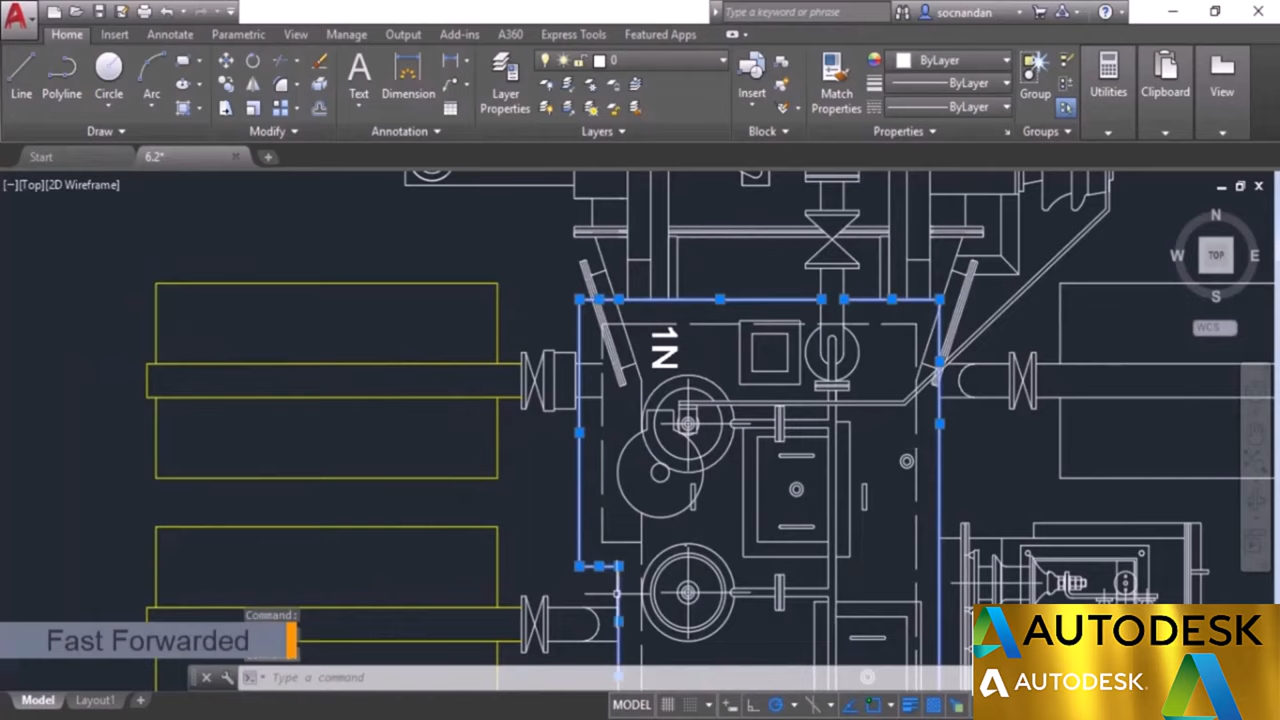 A
Type a keyword or phrase
socnandan
Home Insert Annotate Parametric View Manage Output Add-ins A360 Express Tools Featured Apps
0
ByLayer
ByLayer
ByLayer
Line Polyline Circle Arc Text Dimension Layer Properties Insert Match Properties Group Utilities Clipboard View
Draw Modify Annotation Layers Block Properties Groups
Start 6.2*
[−][Top][2D Wireframe]
N
W TOP E
S
WCS
1N
Command:
Fast Forwarded
Type a command
AUTODESK
AUTODESK.
Model Layout1
MODEL